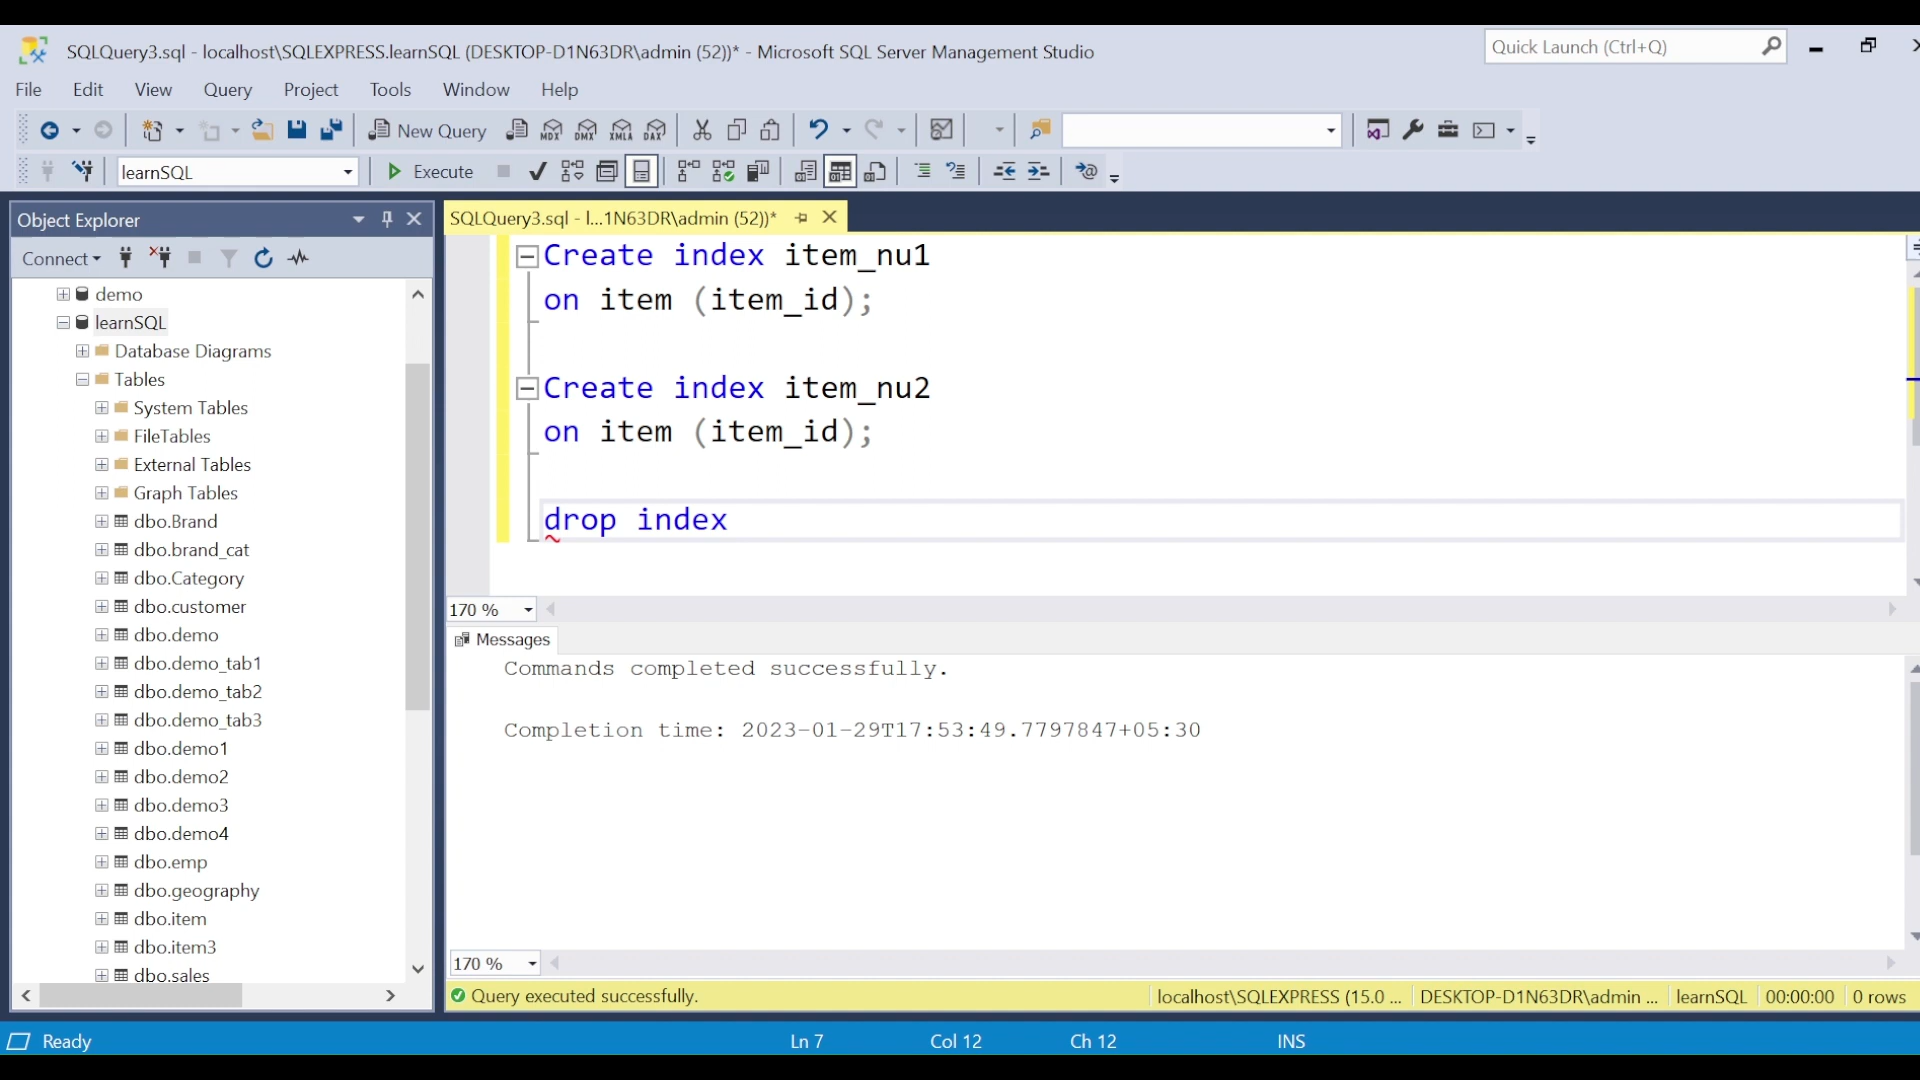 SQLQuery3.sql - localhost\SQLEXPRESS.learnSQL (DESKTOP-D1N63DR\admin (52))* - Microsoft SQL Server Management Studio
Quick Launch (Ctrl+Q)
File Edit View Query Project Tools Window Help
New Query MDX DMX XMLA DAX
learnSQL Execute
Object Explorer
SQLQuery3.sql - l...1N63DR\admin (52))*
Connect
demo
learnSQL
Database Diagrams
Tables
System Tables
FileTables
External Tables
Graph Tables
dbo.Brand
dbo.brand_cat
dbo.Category
dbo.customer
dbo.demo
dbo.demo_tab1
dbo.demo_tab2
dbo.demo_tab3
dbo.demo1
dbo.demo2
dbo.demo3
dbo.demo4
dbo.emp
dbo.geography
dbo.item
dbo.item3
dbo.sales
Create index item_nu1
on item (item_id);
Create index item_nu2
on item (item_id);
drop index
170 %
Messages
Commands completed successfully.
Completion time: 2023-01-29T17:53:49.7797847+05:30
170 %
Query executed successfully.
localhost\SQLEXPRESS (15.0 ... DESKTOP-D1N63DR\admin ... learnSQL 00:00:00 0 rows
Ready Ln 7 Col 12 Ch 12 INS